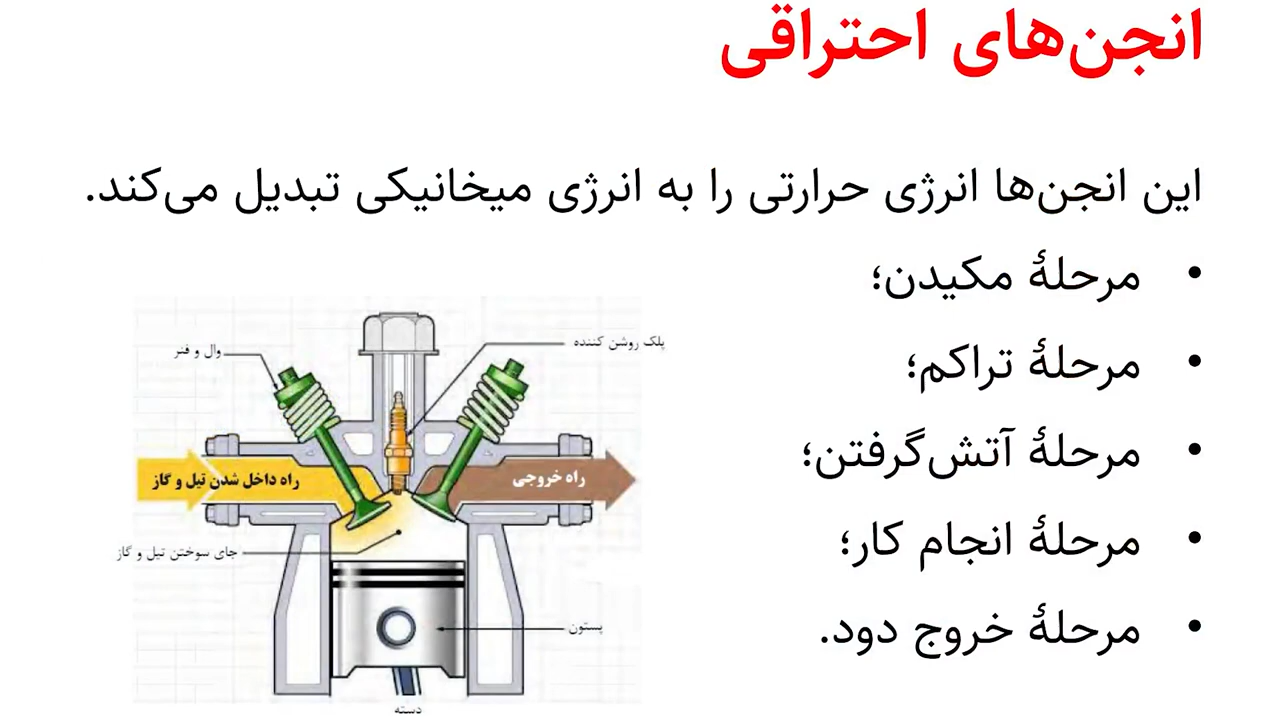 انجن‌های احتراقی
این انجن‌ها انرژی حرارتی را به انرژی میخانیکی تبدیل می‌کند.
• مرحلهٔ مکیدن؛
• مرحلهٔ تراکم؛
• مرحلهٔ آتش‌گرفتن؛
• مرحلهٔ انجام کار؛
• مرحلهٔ خروج دود.
پلک روشن کننده
وال و فنر
راه خروجی
راه داخل شدن تیل و گاز
جای سوختن تیل و گاز
پستون
دسته